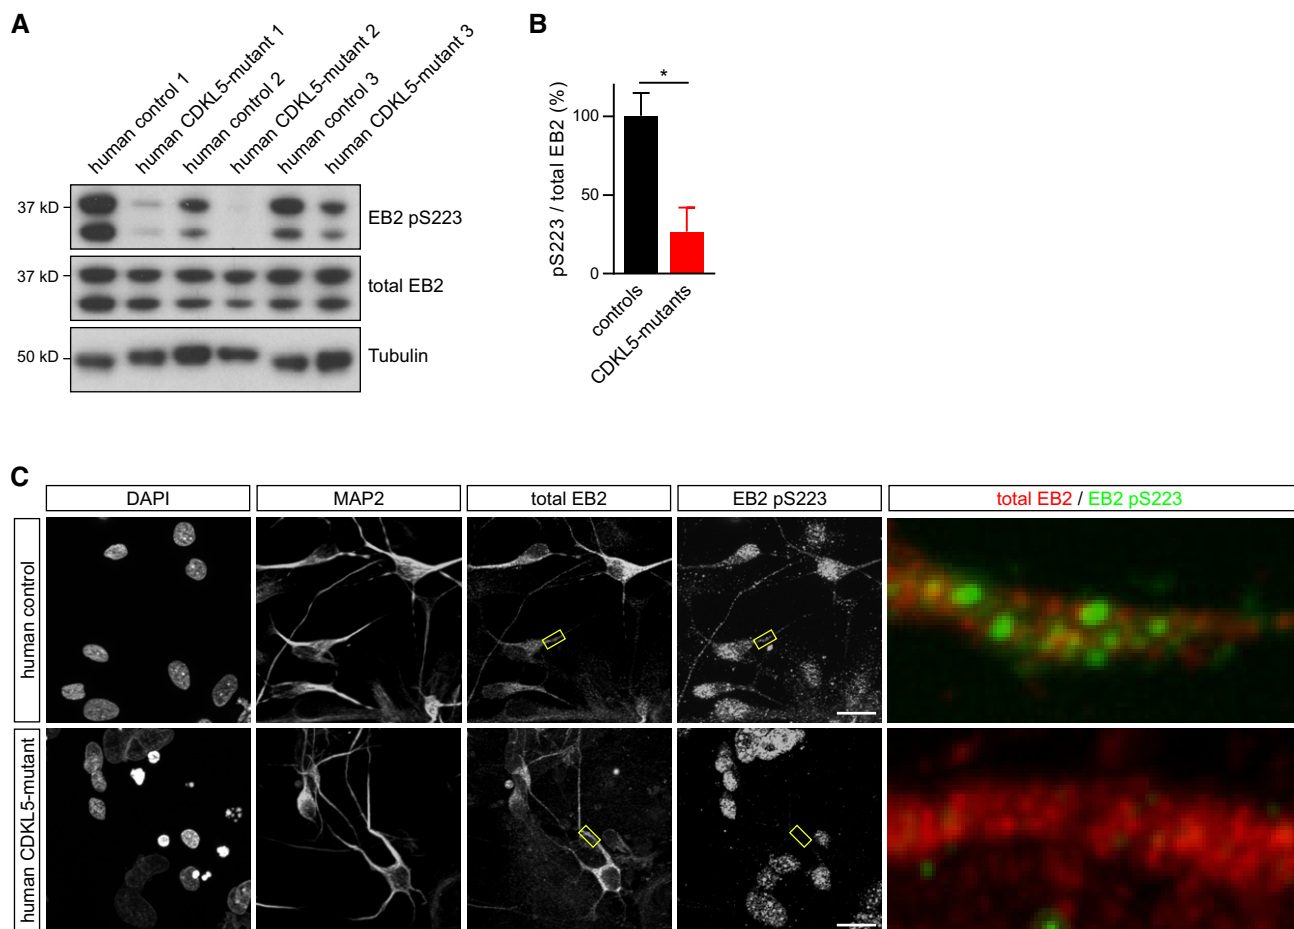 A
human control 1
human CDKL5-mutant 1
human control 2
human CDKL5-mutant 2
human control 3
human CDKL5-mutant 3
37 kD
EB2 pS223
37 kD
total EB2
50 kD
Tubulin
B
pS223 / total EB2 (%)
*
100
50
0
controls
CDKL5-mutants
C
DAPI
MAP2
total EB2
EB2 pS223
total EB2 / EB2 pS223
human control
human CDKL5-mutant